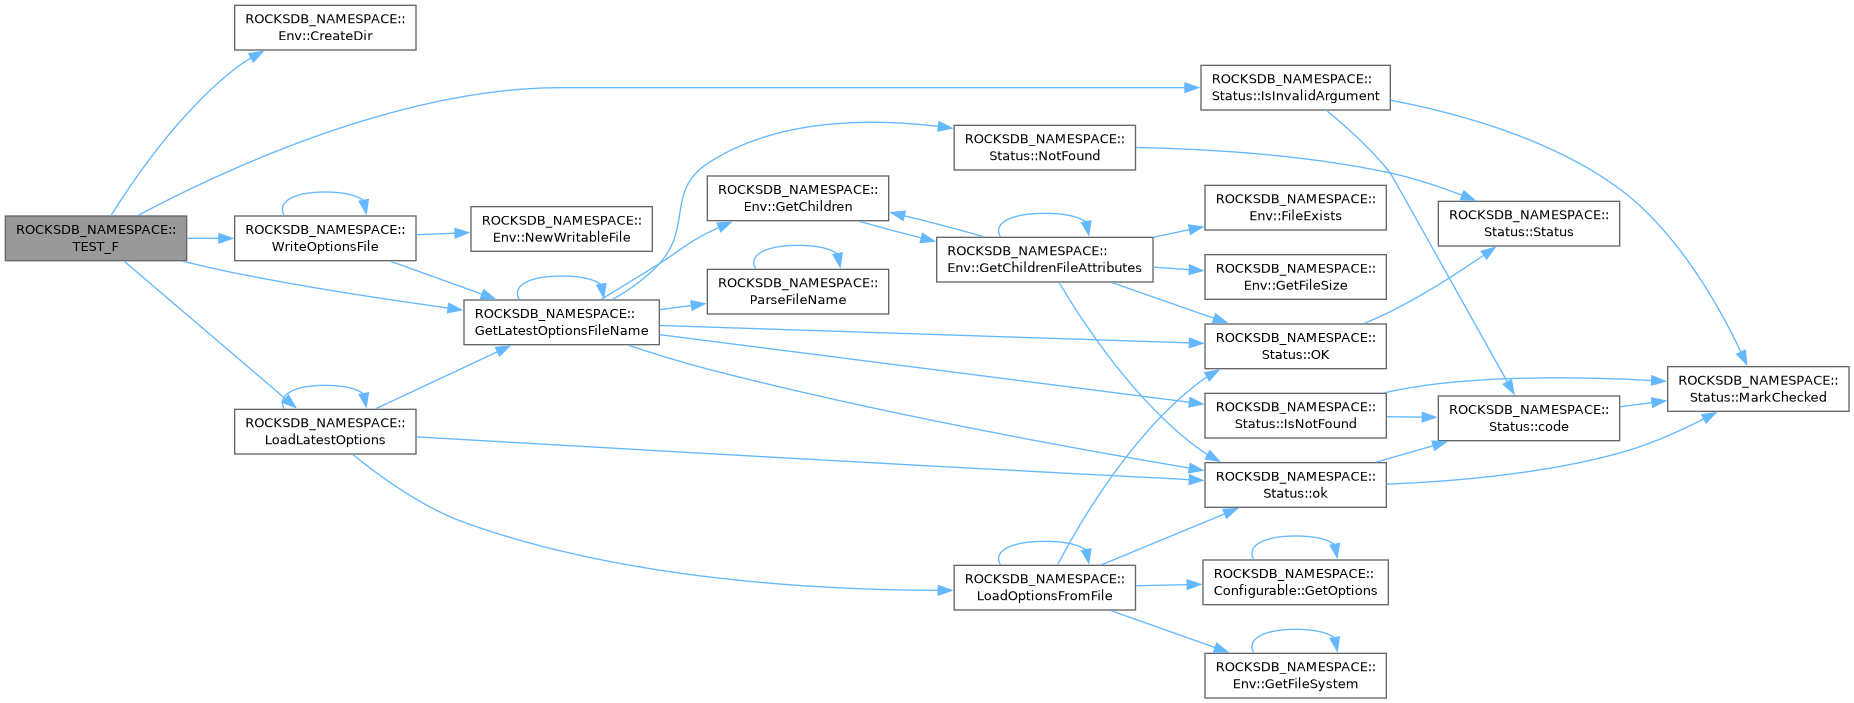 ROCKSDB_NAMESPACE::
TEST_F
ROCKSDB_NAMESPACE::
Env::CreateDir
ROCKSDB_NAMESPACE::
WriteOptionsFile
ROCKSDB_NAMESPACE::
LoadLatestOptions
ROCKSDB_NAMESPACE::
Env::NewWritableFile
ROCKSDB_NAMESPACE::
GetLatestOptionsFileName
ROCKSDB_NAMESPACE::
Env::GetChildren
ROCKSDB_NAMESPACE::
ParseFileName
ROCKSDB_NAMESPACE::
Status::NotFound
ROCKSDB_NAMESPACE::
Env::GetChildrenFileAttributes
ROCKSDB_NAMESPACE::
LoadOptionsFromFile
ROCKSDB_NAMESPACE::
Status::IsInvalidArgument
ROCKSDB_NAMESPACE::
Env::FileExists
ROCKSDB_NAMESPACE::
Env::GetFileSize
ROCKSDB_NAMESPACE::
Status::OK
ROCKSDB_NAMESPACE::
Status::IsNotFound
ROCKSDB_NAMESPACE::
Status::ok
ROCKSDB_NAMESPACE::
Configurable::GetOptions
ROCKSDB_NAMESPACE::
Env::GetFileSystem
ROCKSDB_NAMESPACE::
Status::Status
ROCKSDB_NAMESPACE::
Status::code
ROCKSDB_NAMESPACE::
Status::MarkChecked